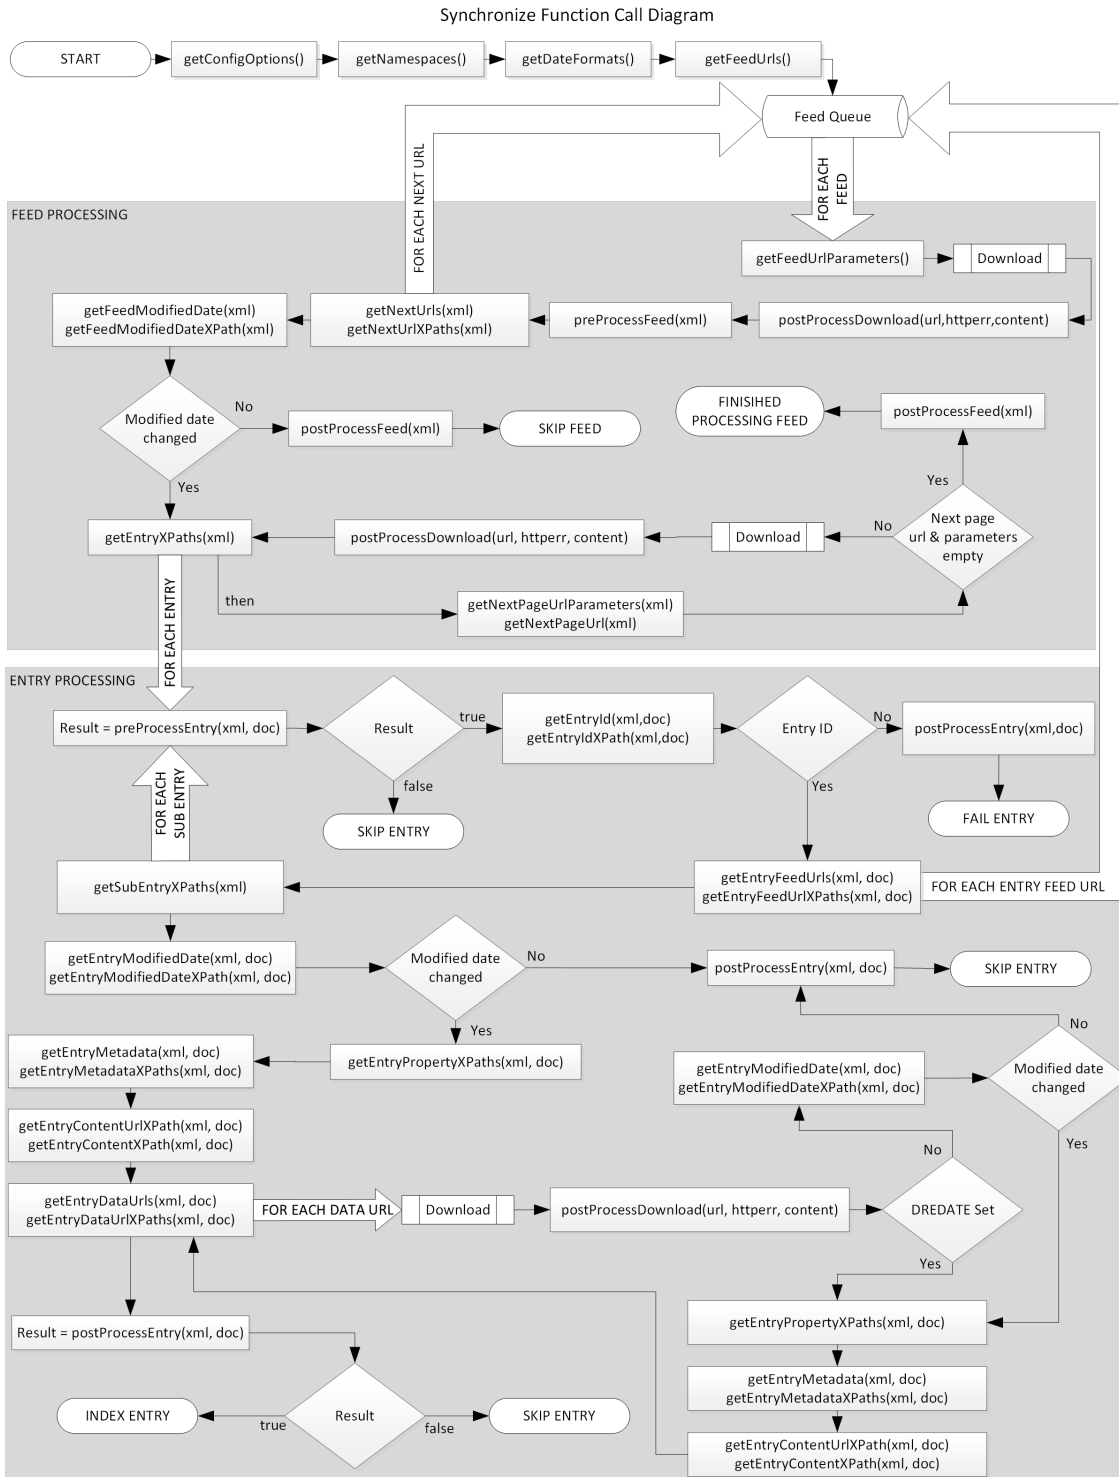 Synchronize Function Call Diagram
START
getConfigOptions()
getNamespaces()
getDateFormats()
getFeedUrls()
Feed Queue
FOR EACH NEXT URL
FOR EACH
FEED
FEED PROCESSING
getFeedUrlParameters()
Download
getFeedModifiedDate(xml)
getFeedModifiedDateXPath(xml)
getNextUrls(xml)
getNextUrlXPaths(xml)
preProcessFeed(xml)
postProcessDownload(url,httperr,content)
Modified date
changed
No
postProcessFeed(xml)
SKIP FEED
FINISIHED
PROCESSING FEED
postProcessFeed(xml)
Yes
Yes
getEntryXPaths(xml)
postProcessDownload(url, httperr, content)
Download
No
Next page
url & parameters
empty
then
getNextPageUrlParameters(xml)
getNextPageUrl(xml)
FOR EACH ENTRY
ENTRY PROCESSING
Result = preProcessEntry(xml, doc)
Result
true
false
SKIP ENTRY
getEntryId(xml,doc)
getEntryIdXPath(xml,doc)
Entry ID
No
Yes
postProcessEntry(xml,doc)
FAIL ENTRY
FOR EACH
SUB ENTRY
getSubEntryXPaths(xml)
getEntryFeedUrls(xml, doc)
getEntryFeedUrlXPaths(xml, doc)
FOR EACH ENTRY FEED URL
getEntryModifiedDate(xml, doc)
getEntryModifiedDateXPath(xml, doc)
Modified date
changed
No
Yes
postProcessEntry(xml, doc)
SKIP ENTRY
getEntryMetadata(xml, doc)
getEntryMetadataXPaths(xml, doc)
getEntryPropertyXPaths(xml, doc)
getEntryModifiedDate(xml, doc)
getEntryModifiedDateXPath(xml, doc)
No
Modified date
changed
Yes
getEntryContentUrlXPath(xml, doc)
getEntryContentXPath(xml, doc)
getEntryDataUrls(xml, doc)
getEntryDataUrlXPaths(xml, doc)
FOR EACH DATA URL
Download
postProcessDownload(url, httperr, content)
No
DREDATE Set
Yes
Result = postProcessEntry(xml, doc)
getEntryPropertyXPaths(xml, doc)
getEntryMetadata(xml, doc)
getEntryMetadataXPaths(xml, doc)
INDEX ENTRY
true
Result
false
SKIP ENTRY
getEntryContentUrlXPath(xml, doc)
getEntryContentXPath(xml, doc)